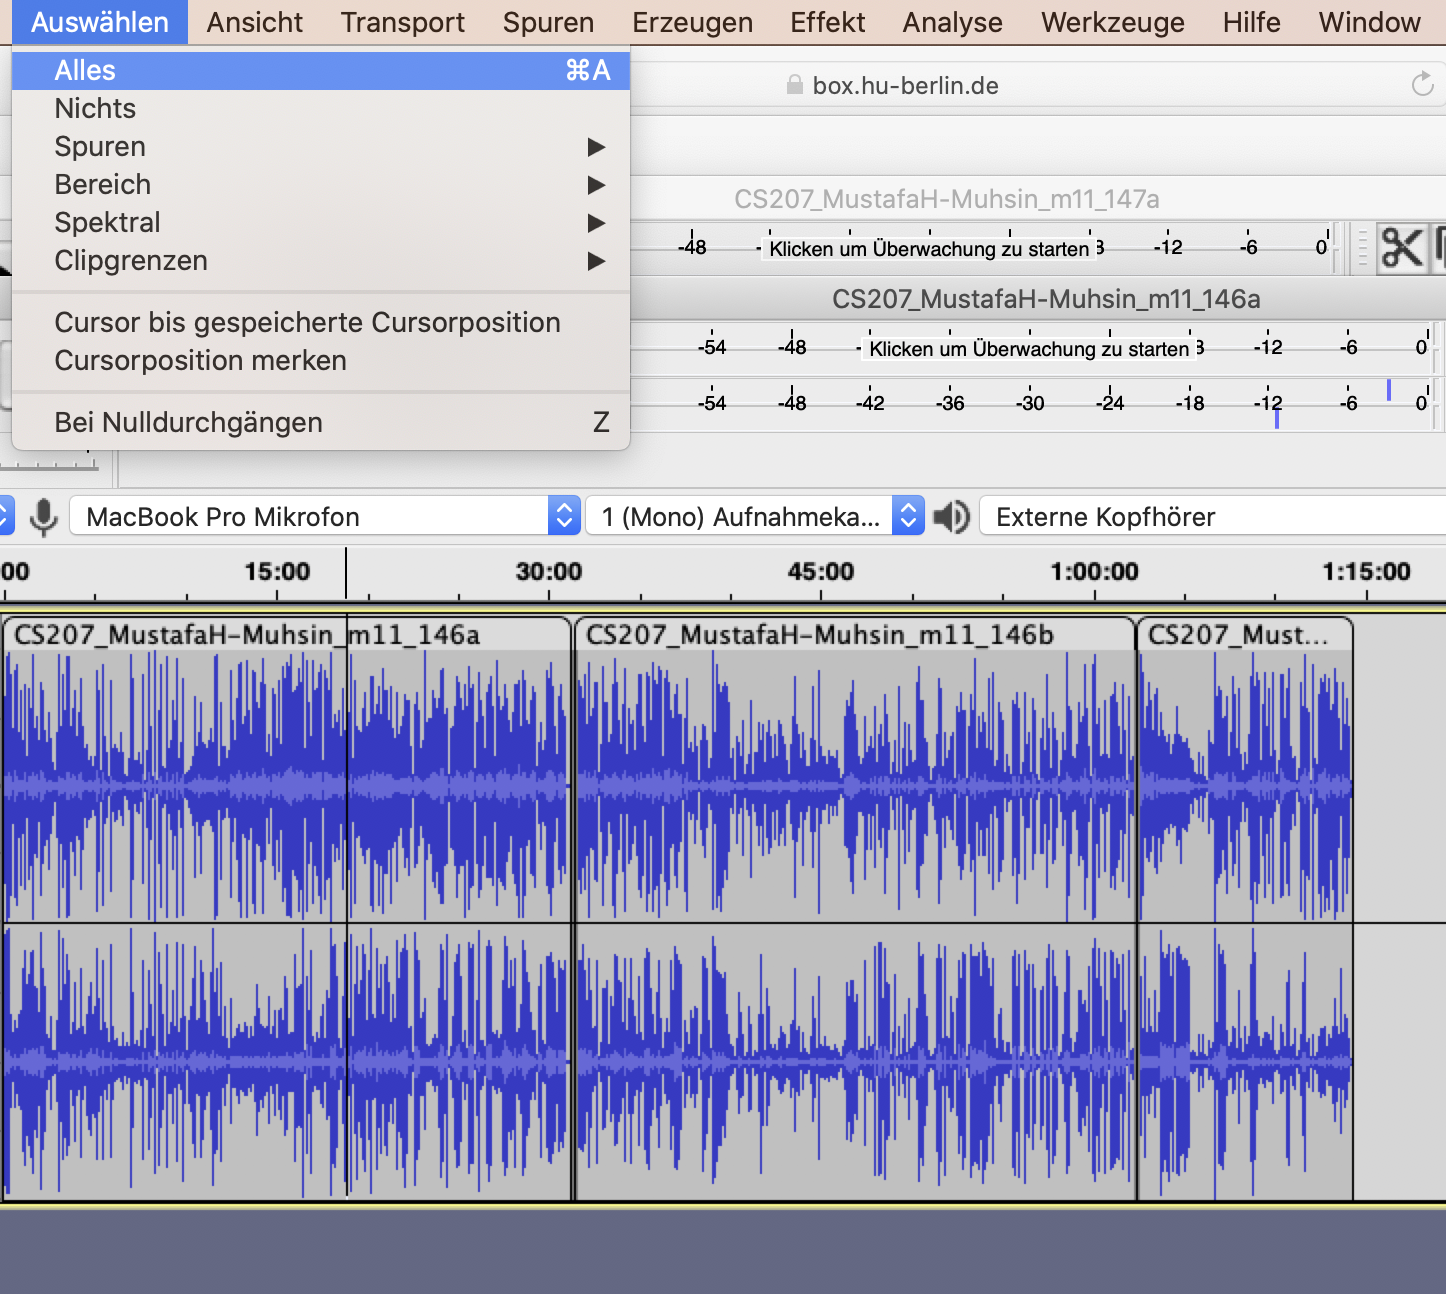 Auswählen Ansicht Transport Spuren Erzeugen Effekt Analyse Werkzeuge Hilfe Window
Alles ⌘A
Nichts
Spuren
Bereich
Spektral
Clipgrenzen
Cursor bis gespeicherte Cursorposition
Cursorposition merken
Bei Nulldurchgängen Z
box.hu-berlin.de
CS207_MustafaH-Muhsin_m11_147a
-48 Klicken um Überwachung zu starten -12 -6 0
CS207_MustafaH-Muhsin_m11_146a
-54 -48 Klicken um Überwachung zu starten -12 -6 0
-54 -48 -42 -36 -30 -24 -18 -12 -6 0
MacBook Pro Mikrofon 1 (Mono) Aufnahmeka... Externe Kopfhörer
00 15:00 30:00 45:00 1:00:00 1:15:00
CS207_MustafaH-Muhsin_m11_146a CS207_MustafaH-Muhsin_m11_146b CS207_Must...